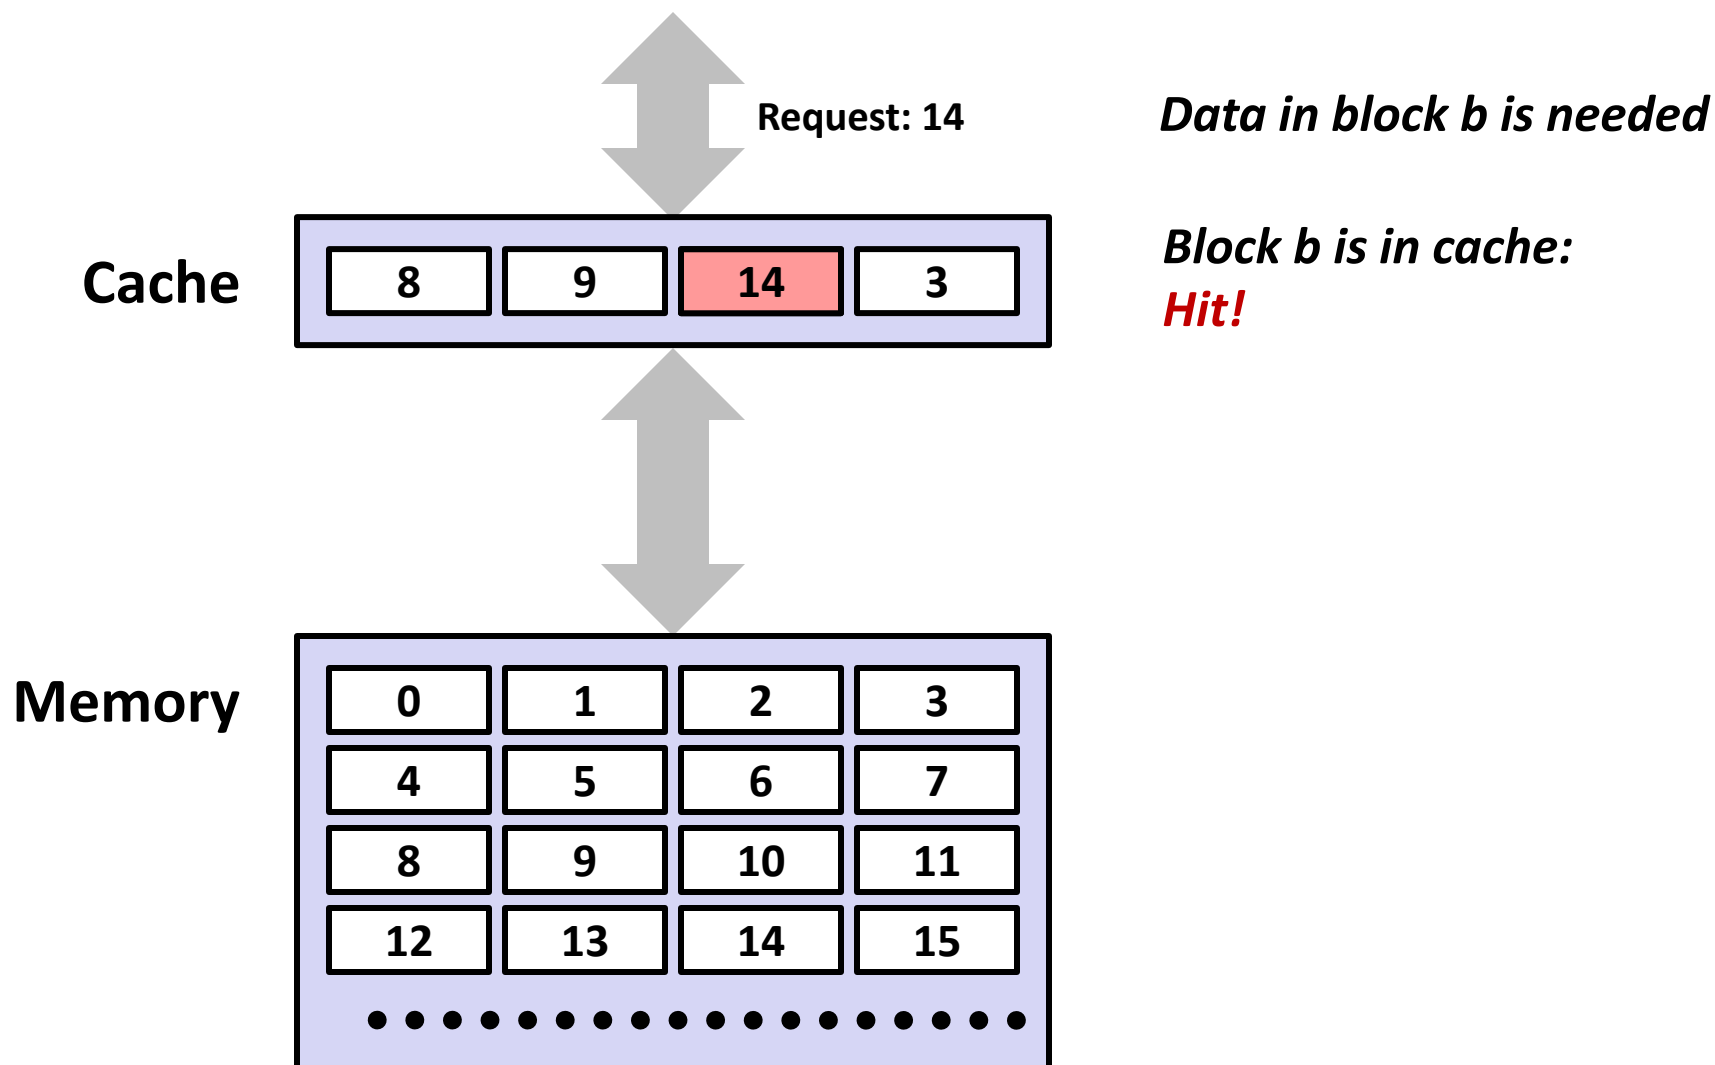 Request: 14
Data in block b is needed
Cache
8 9 14 3
Block b is in cache:
Hit!
Memory
0 1 2 3
4 5 6 7
8 9 10 11
12 13 14 15